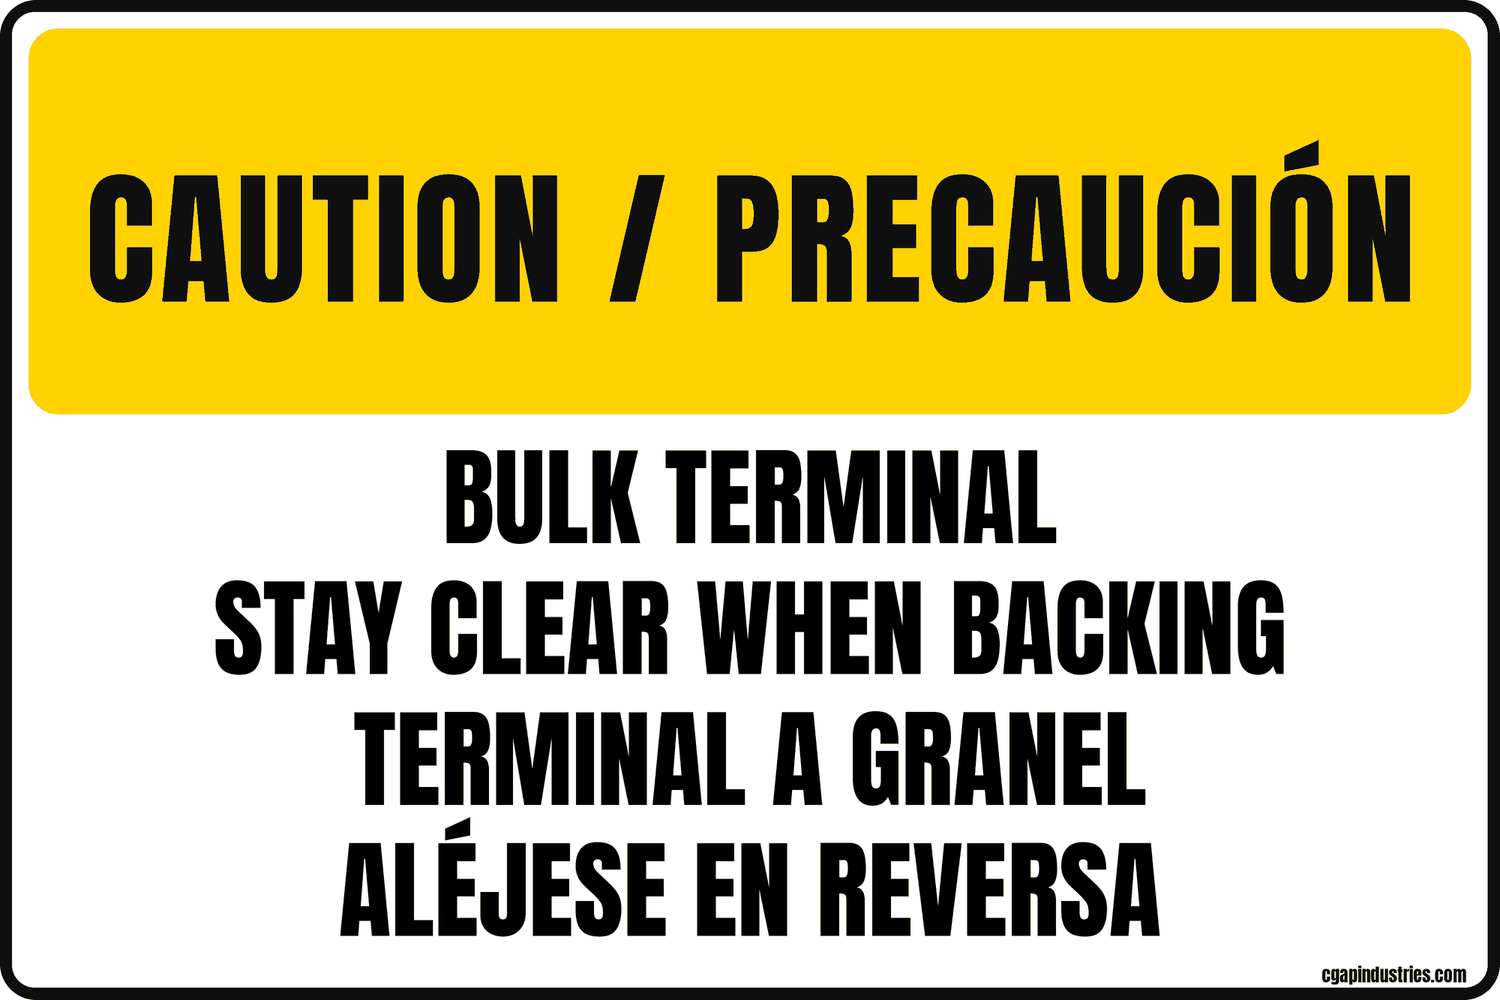 CAUTION / PRECAUCIÓN
BULK TERMINAL
STAY CLEAR WHEN BACKING
TERMINAL A GRANEL
ALÉJESE EN REVERSA
cgapindustries.com